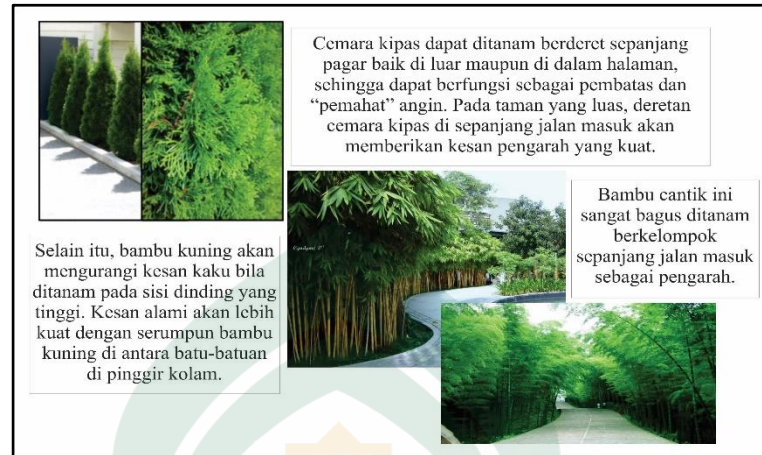 Cemara kipas dapat ditanam berderet sepanjang
pagar baik di luar maupun di dalam halaman,
sehingga dapat berfungsi sebagai pembatas dan
“pemahat” angin. Pada taman yang luas, deretan
cemara kipas di sepanjang jalan masuk akan
memberikan kesan pengarah yang kuat.
Bambu cantik ini
sangat bagus ditanam
berkelompok
sepanjang jalan masuk
sebagai pengarah.
Selain itu, bambu kuning akan
mengurangi kesan kaku bila
ditanam pada sisi dinding yang
tinggi. Kesan alami akan lebih
kuat dengan serumpun bambu
kuning di antara batu-batuan
di pinggir kolam.